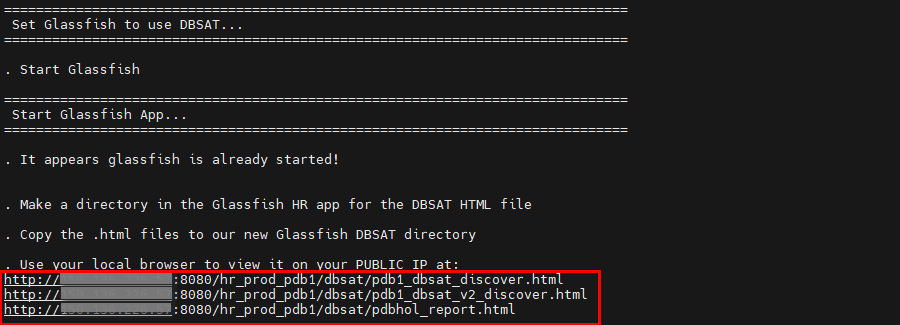 ==============================================================================
Set Glassfish to use DBSAT...
==============================================================================
. Start Glassfish
==============================================================================
Start Glassfish App...
==============================================================================
. It appears glassfish is already started!
. Make a directory in the Glassfish HR app for the DBSAT HTML file
. Copy the .html files to our new Glassfish DBSAT directory
. Use your local browser to view it on your PUBLIC IP at:
http:// :8080/hr_prod_pdb1/dbsat/pdb1_dbsat_discover.html
http:// :8080/hr_prod_pdb1/dbsat/pdb1_dbsat_v2_discover.html
http:// :8080/hr_prod_pdb1/dbsat/pdbhol_report.html